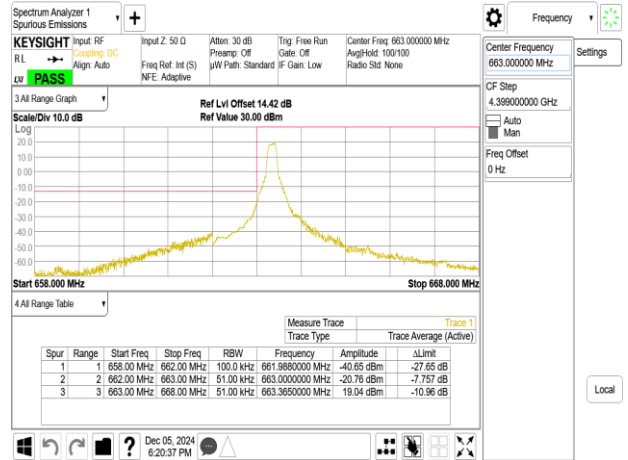 Spectrum Analyzer 1
Spurious Emissions
Frequency
KEYSIGHT Input: RF Input Z: 50 Ω Atten: 30 dB Trig: Free Run Center Freq: 663.000000 MHz
RL Coupling: DC Preamp: Off Gate: Off Avg|Hold: 100/100
Align: Auto Freq Ref: Int (S) µW Path: Standard IF Gain: Low Radio Std: None
LXI PASS NFE: Adaptive
Center Frequency
663.000000 MHz
Settings
CF Step
4.399000000 GHz
Auto
Man
Freq Offset
0 Hz
3 All Range Graph
Ref Lvl Offset 14.42 dB
Scale/Div 10.0 dB Ref Value 30.00 dBm
Log
20.0
10.0
0.00
-10.0
-20.0
-30.0
-40.0
-50.0
-60.0
Start 658.000 MHz Stop 668.000 MHz
4 All Range Table
Measure Trace Trace 1
Trace Type Trace Average (Active)
Spur Range Start Freq Stop Freq RBW Frequency Amplitude ΔLimit
1 1 658.00 MHz 662.00 MHz 100.0 kHz 661.9880000 MHz -40.65 dBm -27.65 dB
2 2 662.00 MHz 663.00 MHz 51.00 kHz 663.0000000 MHz -20.76 dBm -7.757 dB
3 3 663.00 MHz 668.00 MHz 51.00 kHz 663.3650000 MHz 19.04 dBm -10.96 dB
Local
?
Dec 05, 2024
6:20:37 PM